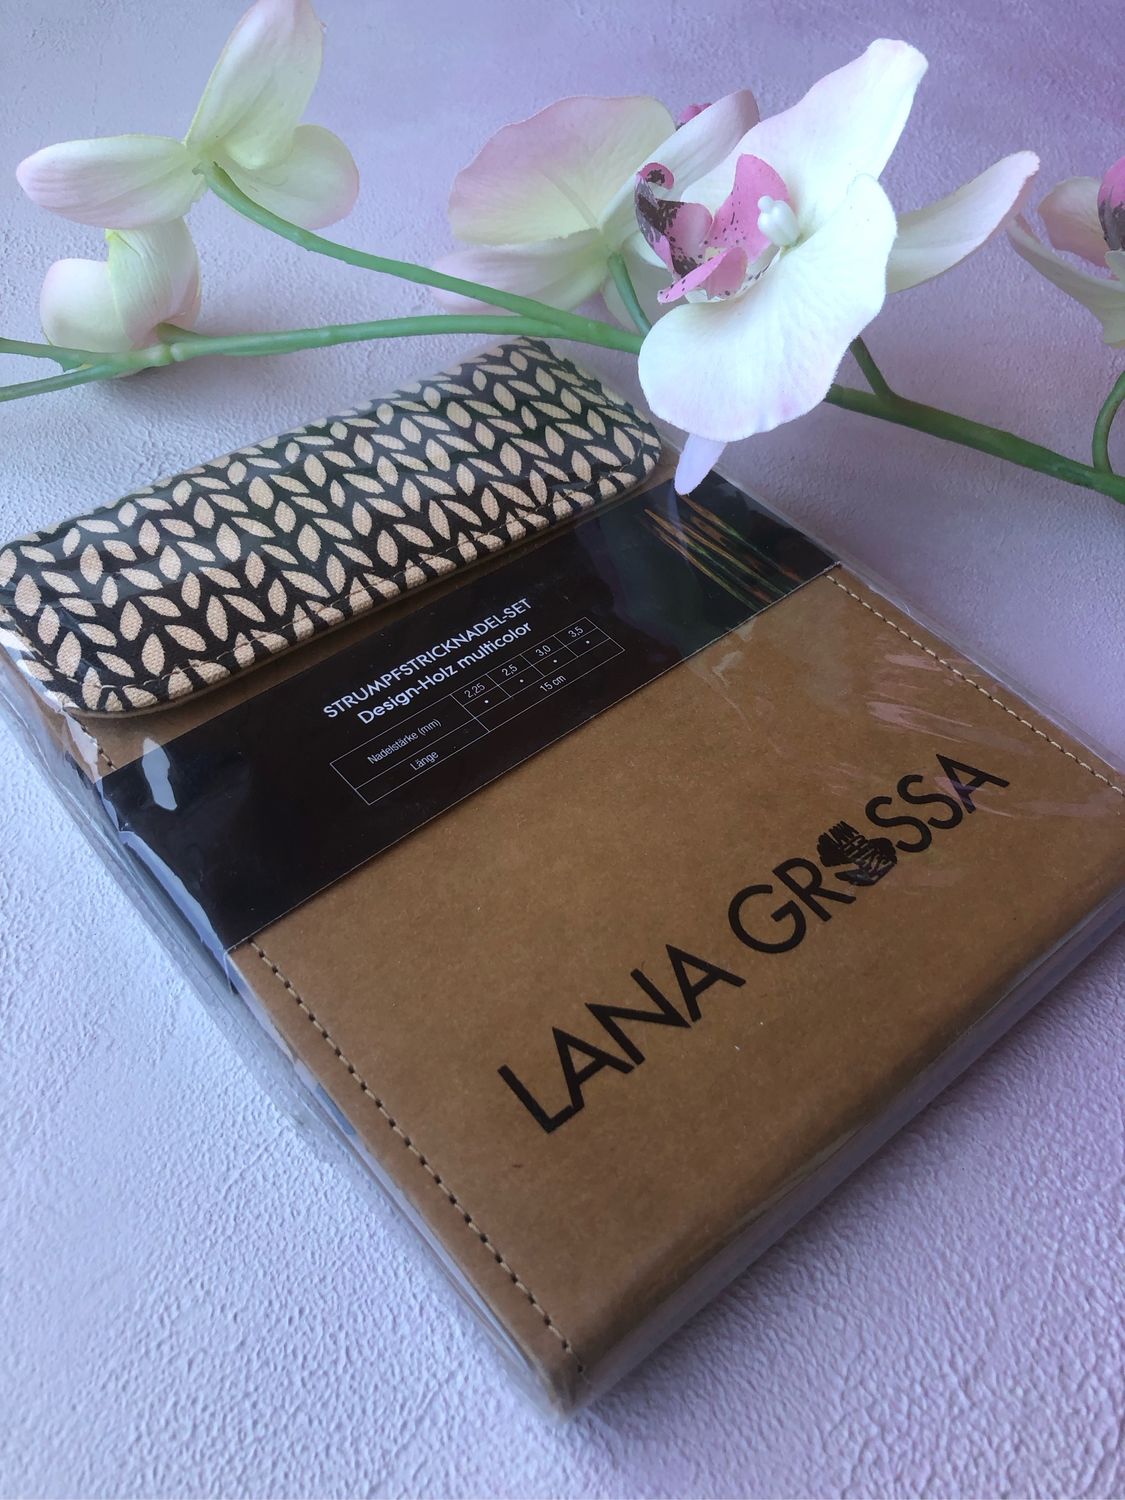 STRUMPFSTRICKNADEL-SET
Design-Holz multicolor
Nadelstärke (mm) 2,25 2,5 3,0 3,5
• • • •
Länge 15 cm
LANA GROSSA